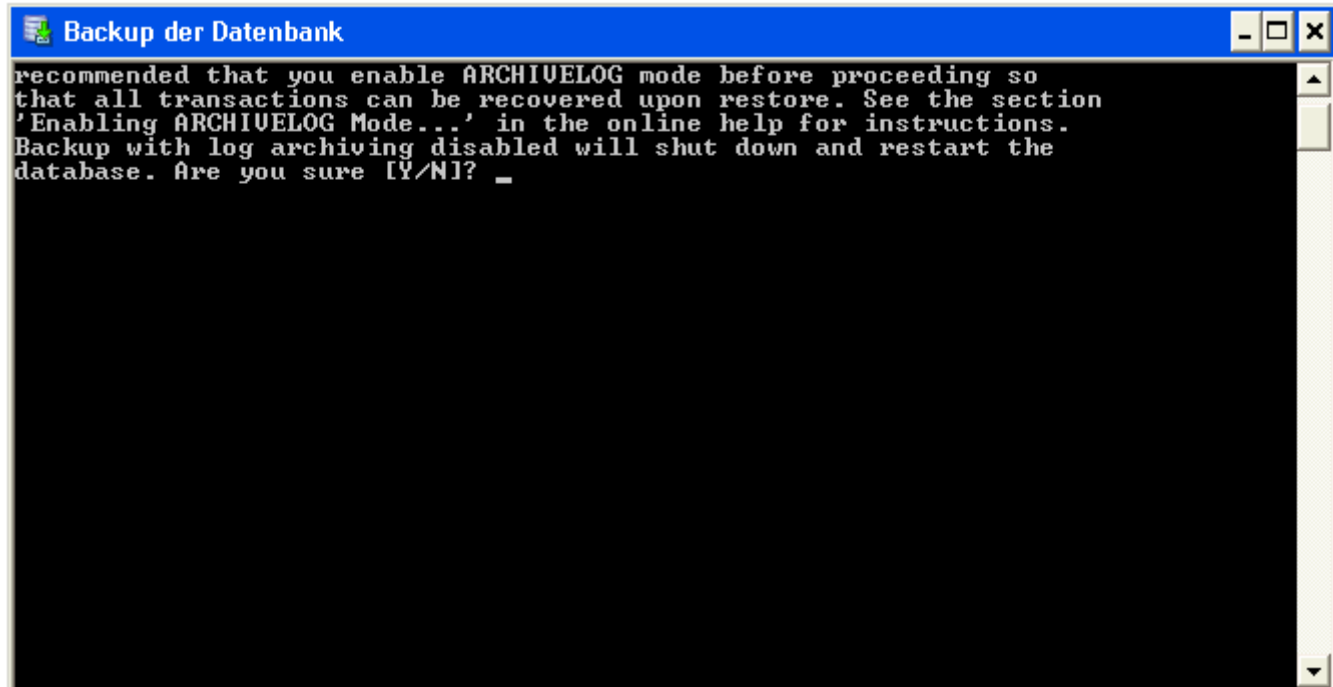 Backup der Datenbank
recommended that you enable ARCHIVELOG mode before proceeding so
that all transactions can be recovered upon restore. See the section
'Enabling ARCHIVELOG Mode...' in the online help for instructions.
Backup with log archiving disabled will shut down and restart the
database. Are you sure [Y/N]? _